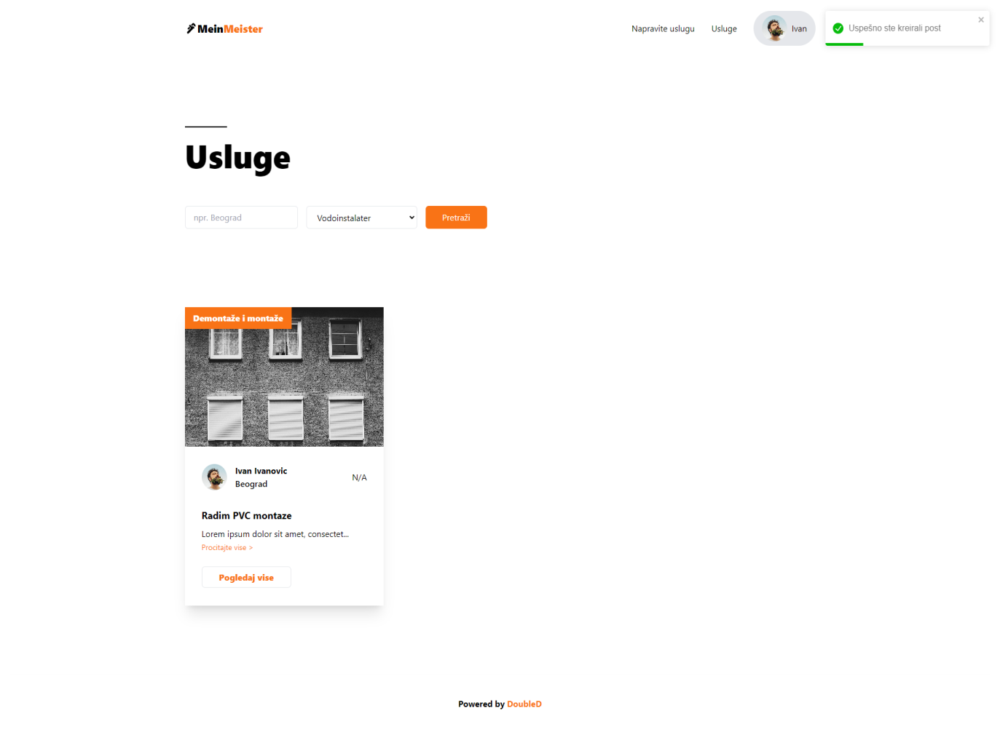 MeinMeister
Napravite uslugu
Usluge
Ivan
Uspešno ste kreirali post
Usluge
npr. Beograd
Vodoinstalater
Pretraži
Demontaže i montaže
Ivan Ivanovic
Beograd
N/A
Radim PVC montaze
Lorem ipsum dolor sit amet, consectet...
Procitajte vise >
Pogledaj vise
Powered by DoubleD